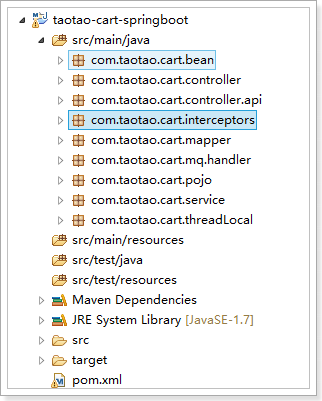 taotao-cart-springboot
src/main/java
com.taotao.cart.bean
com.taotao.cart.controller
com.taotao.cart.controller.api
com.taotao.cart.interceptors
com.taotao.cart.mapper
com.taotao.cart.mq.handler
com.taotao.cart.pojo
com.taotao.cart.service
com.taotao.cart.threadLocal
src/main/resources
src/test/java
src/test/resources
Maven Dependencies
JRE System Library [JavaSE-1.7]
src
target
pom.xml